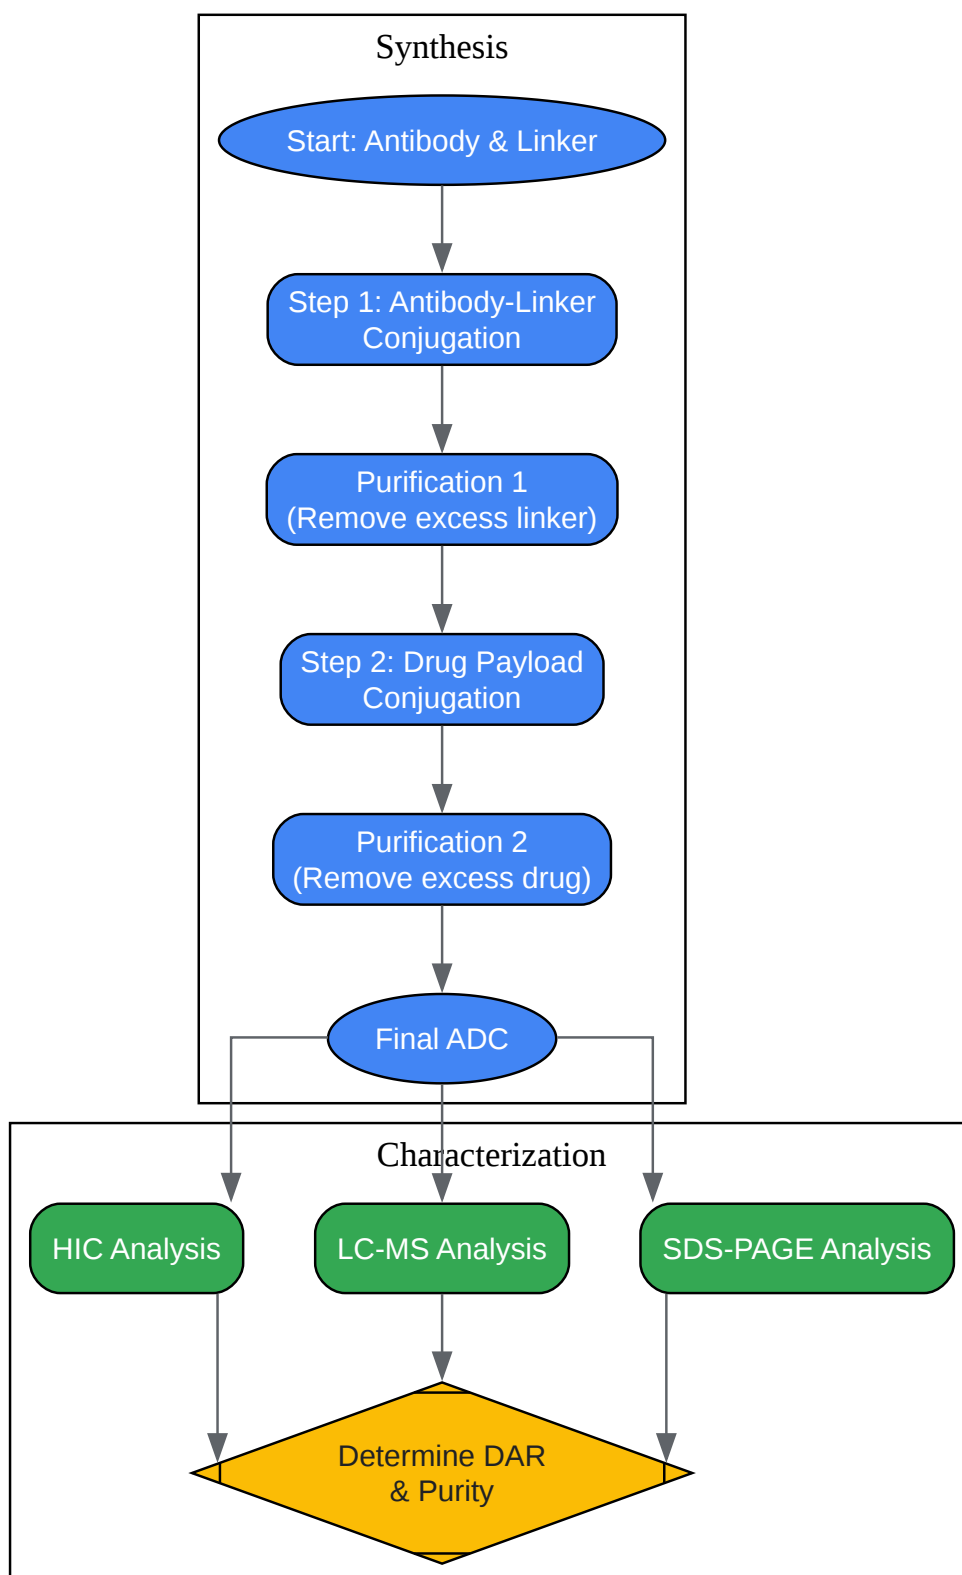 Synthesis
Start: Antibody & Linker
Step 1: Antibody-Linker
Conjugation
Purification 1
(Remove excess linker)
Step 2: Drug Payload
Conjugation
Purification 2
(Remove excess drug)
Final ADC
Characterization
HIC Analysis
LC-MS Analysis
SDS-PAGE Analysis
Determine DAR
& Purity